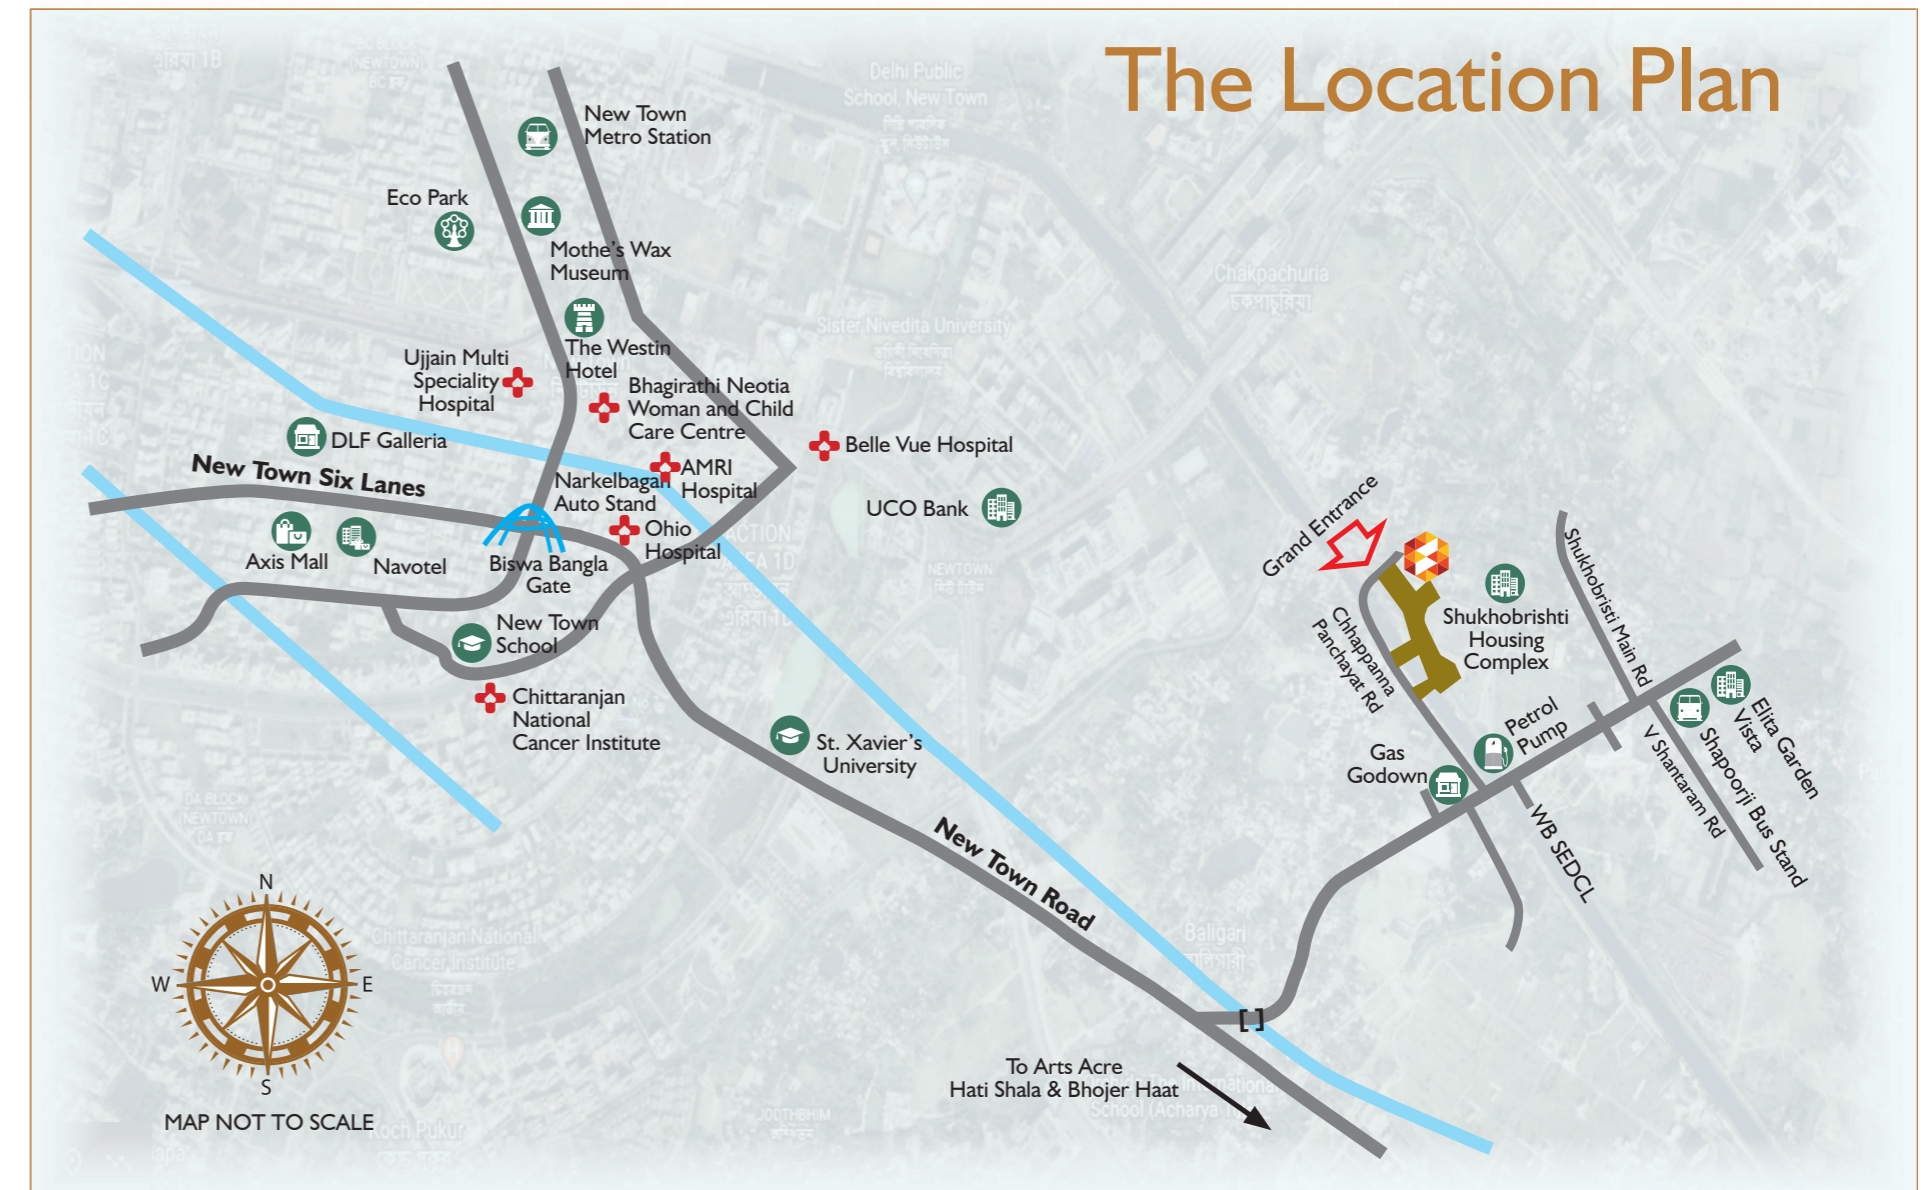 The Location Plan
New Town
Metro Station
Eco Park
Mothe's Wax
Museum
The Westin
Hotel
Ujjain Multi
Speciality
Hospital
Bhagirathi Neotia
Woman and Child
Care Centre
DLF Galleria
Belle Vue Hospital
New Town Six Lanes
AMRI
Hospital
Narkelbagan
Auto Stand
UCO Bank
Ohio
Hospital
Axis Mall
Navotel
Biswa Bangla
Gate
New Town
School
Chittaranjan
National
Cancer Institute
St. Xavier's
University
Grand Entrance
Shukhobrishti
Housing
Complex
Chhappanna
Panchayat Rd
Shukhobristi Main Rd
Petrol
Pump
Gas
Godown
Elita Garden
Vista
Shapoorji Bus Stand
V Shantaram Rd
WB SEDCL
New Town Road
To Arts Acre
Hati Shala & Bhojer Haat
N
W
E
S
MAP NOT TO SCALE
Delhi Public
School, New Town
Chakpachuria
Sister Nivedita University
NEWTOWN
Baligari
বালিগারী
Chittaranjan National
Cancer Institute
JOTHBHIM
Koch Pukur